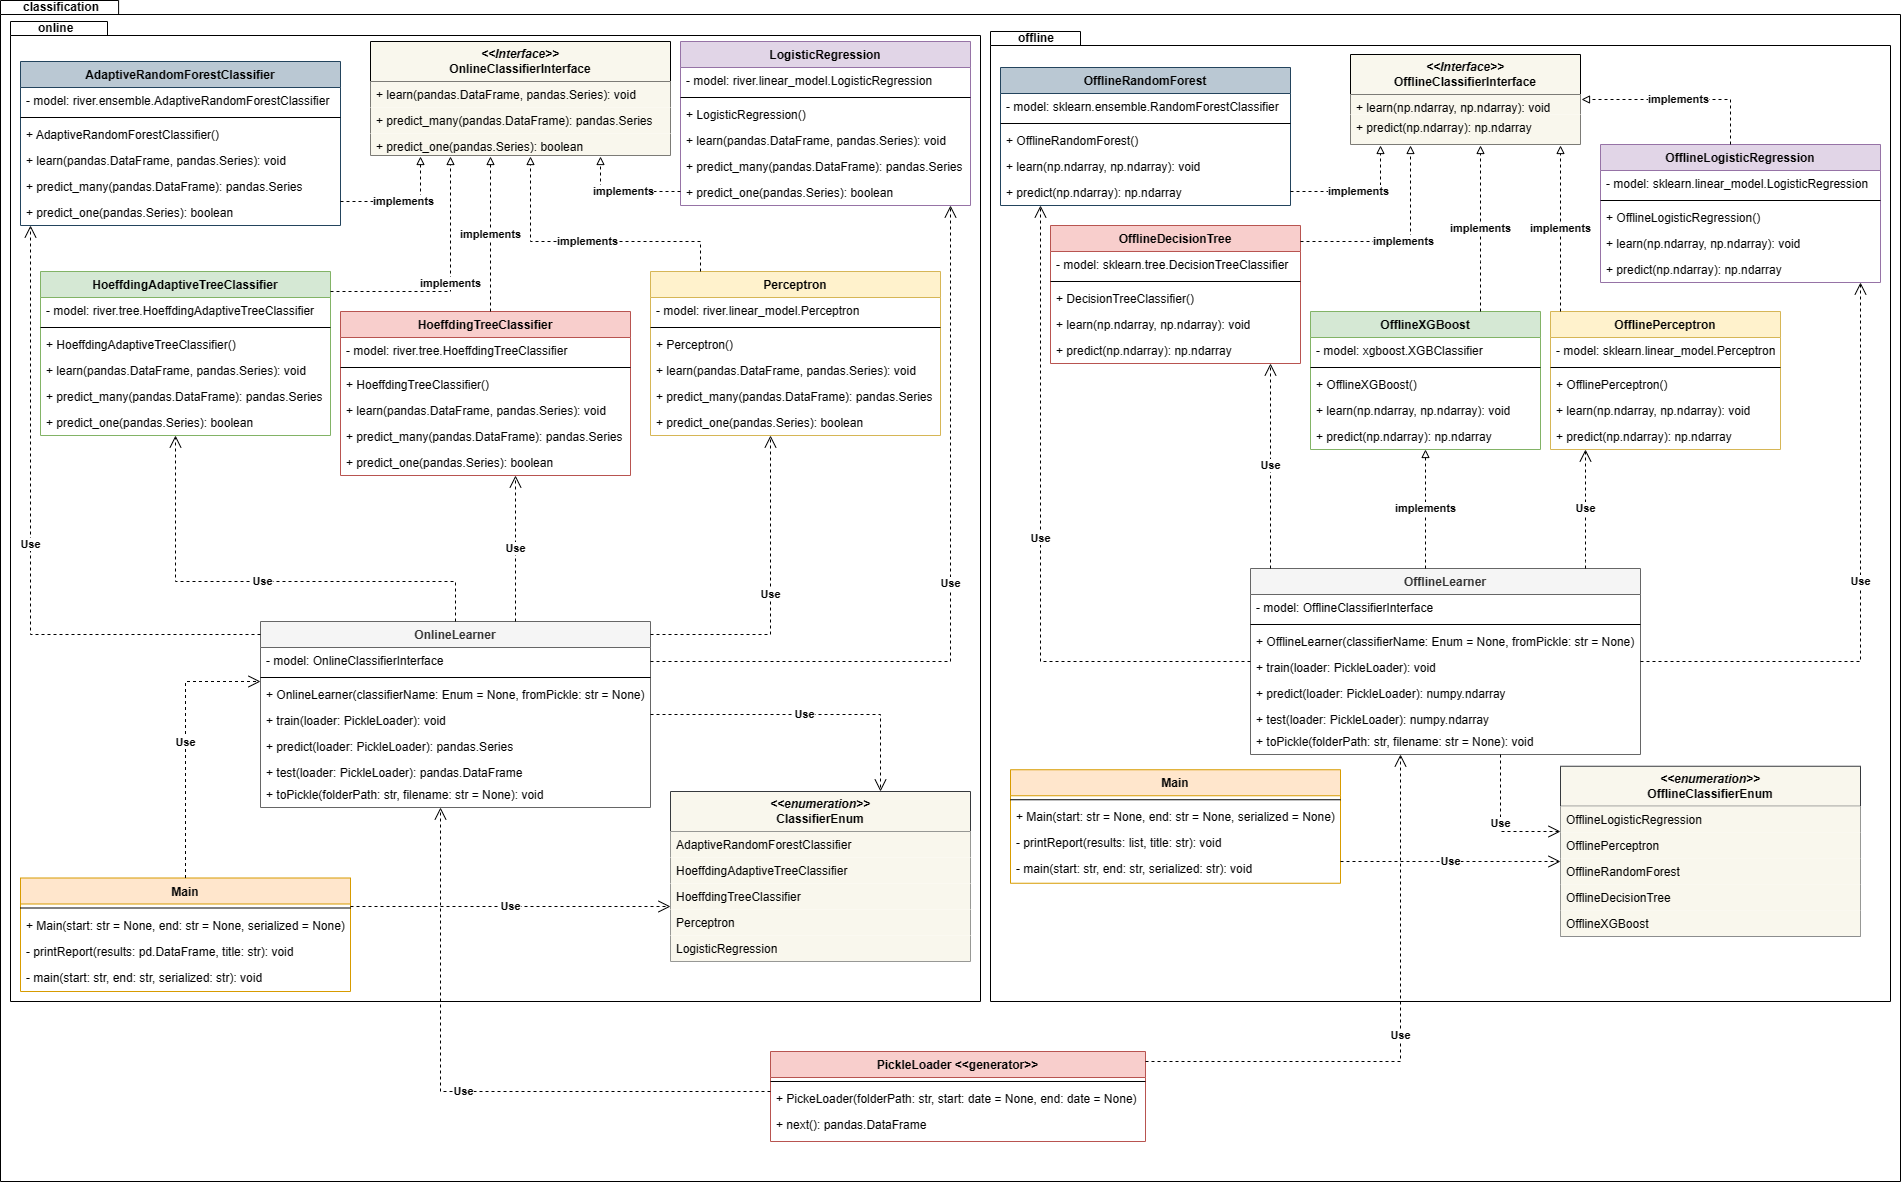 classification
online
AdaptiveRandomForestClassifier
- model: river.ensemble.AdaptiveRandomForestClassifier
+ AdaptiveRandomForestClassifier()
+ learn(pandas.DataFrame, pandas.Series): void
+ predict_many(pandas.DataFrame): pandas.Series
+ predict_one(pandas.Series): boolean
<<Interface>>
OnlineClassifierInterface
+ learn(pandas.DataFrame, pandas.Series): void
+ predict_many(pandas.DataFrame): pandas.Series
+ predict_one(pandas.Series): boolean
LogisticRegression
- model: river.linear_model.LogisticRegression
+ LogisticRegression()
+ learn(pandas.DataFrame, pandas.Series): void
+ predict_many(pandas.DataFrame): pandas.Series
+ predict_one(pandas.Series): boolean
implements
implements
implements
implements
implements
HoeffdingAdaptiveTreeClassifier
- model: river.tree.HoeffdingAdaptiveTreeClassifier
+ HoeffdingAdaptiveTreeClassifier()
+ learn(pandas.DataFrame, pandas.Series): void
+ predict_many(pandas.DataFrame): pandas.Series
+ predict_one(pandas.Series): boolean
HoeffdingTreeClassifier
- model: river.tree.HoeffdingTreeClassifier
+ HoeffdingTreeClassifier()
+ learn(pandas.DataFrame, pandas.Series): void
+ predict_many(pandas.DataFrame): pandas.Series
+ predict_one(pandas.Series): boolean
Perceptron
- model: river.linear_model.Perceptron
+ Perceptron()
+ learn(pandas.DataFrame, pandas.Series): void
+ predict_many(pandas.DataFrame): pandas.Series
+ predict_one(pandas.Series): boolean
Use
Use
Use
Use
Use
OnlineLearner
- model: OnlineClassifierInterface
+ OnlineLearner(classifierName: Enum = None, fromPickle: str = None)
+ train(loader: PickleLoader): void
+ predict(loader: PickleLoader): pandas.Series
+ test(loader: PickleLoader): pandas.DataFrame
+ toPickle(folderPath: str, filename: str = None): void
Use
Use
<<enumeration>>
ClassifierEnum
AdaptiveRandomForestClassifier
HoeffdingAdaptiveTreeClassifier
HoeffdingTreeClassifier
Perceptron
LogisticRegression
Main
+ Main(start: str = None, end: str = None, serialized = None)
- printReport(results: pd.DataFrame, title: str): void
- main(start: str, end: str, serialized: str): void
Use
offline
OfflineRandomForest
- model: sklearn.ensemble.RandomForestClassifier
+ OfflineRandomForest()
+ learn(np.ndarray, np.ndarray): void
+ predict(np.ndarray): np.ndarray
<<Interface>>
OfflineClassifierInterface
+ learn(np.ndarray, np.ndarray): void
+ predict(np.ndarray): np.ndarray
implements
OfflineLogisticRegression
- model: sklearn.linear_model.LogisticRegression
+ OfflineLogisticRegression()
+ learn(np.ndarray, np.ndarray): void
+ predict(np.ndarray): np.ndarray
implements
implements
implements
implements
OfflineDecisionTree
- model: sklearn.tree.DecisionTreeClassifier
+ DecisionTreeClassifier()
+ learn(np.ndarray, np.ndarray): void
+ predict(np.ndarray): np.ndarray
OfflineXGBoost
- model: xgboost.XGBClassifier
+ OfflineXGBoost()
+ learn(np.ndarray, np.ndarray): void
+ predict(np.ndarray): np.ndarray
OfflinePerceptron
- model: sklearn.linear_model.Perceptron
+ OfflinePerceptron()
+ learn(np.ndarray, np.ndarray): void
+ predict(np.ndarray): np.ndarray
Use
implements
Use
Use
Use
OfflineLearner
- model: OfflineClassifierInterface
+ OfflineLearner(classifierName: Enum = None, fromPickle: str = None)
+ train(loader: PickleLoader): void
+ predict(loader: PickleLoader): numpy.ndarray
+ test(loader: PickleLoader): numpy.ndarray
+ toPickle(folderPath: str, filename: str = None): void
Main
+ Main(start: str = None, end: str = None, serialized = None)
- printReport(results: list, title: str): void
- main(start: str, end: str, serialized: str): void
Use
Use
<<enumeration>>
OfflineClassifierEnum
OfflineLogisticRegression
OfflinePerceptron
OfflineRandomForest
OfflineDecisionTree
OfflineXGBoost
Use
Use
PickleLoader <<generator>>
+ PickeLoader(folderPath: str, start: date = None, end: date = None)
+ next(): pandas.DataFrame